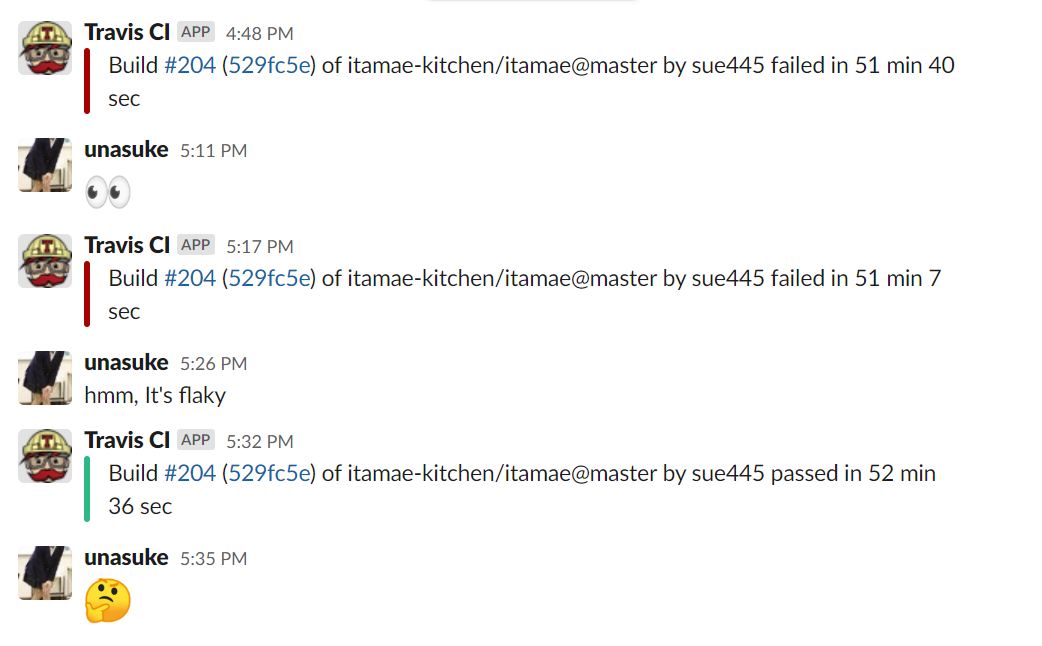 Travis CI APP 4:48 PM
Build #204 (529fc5e) of itamae-kitchen/itamae@master by sue445 failed in 51 min 40
sec
unasuke 5:11 PM
👀
Travis CI APP 5:17 PM
Build #204 (529fc5e) of itamae-kitchen/itamae@master by sue445 failed in 51 min 7
sec
unasuke 5:26 PM
hmm, It's flaky
Travis CI APP 5:32 PM
Build #204 (529fc5e) of itamae-kitchen/itamae@master by sue445 passed in 52 min
36 sec
unasuke 5:35 PM
🤔